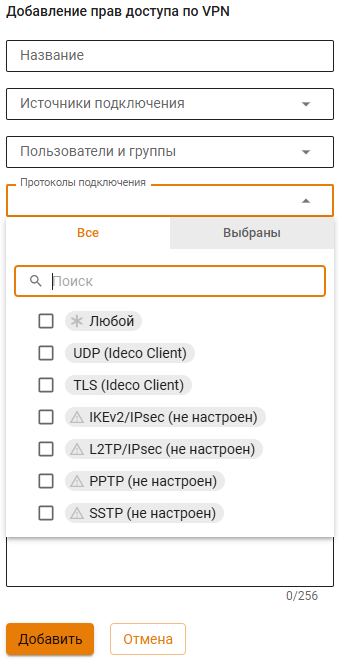 Добавление прав доступа по VPN
Название
Источники подключения
Пользователи и группы
Протоколы подключения
Все
Выбраны
Поиск
Любой
UDP (Ideco Client)
TLS (Ideco Client)
IKEv2/IPsec (не настроен)
L2TP/IPsec (не настроен)
PPTP (не настроен)
SSTP (не настроен)
0/256
Добавить
Отмена